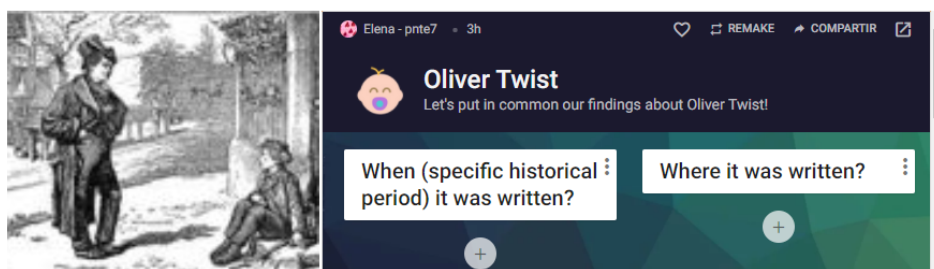 Elena - pnte7 • 3h
REMAKE
COMPARTIR
Oliver Twist
Let's put in common our findings about Oliver Twist!
When (specific historical
period) it was written?
Where it was written?